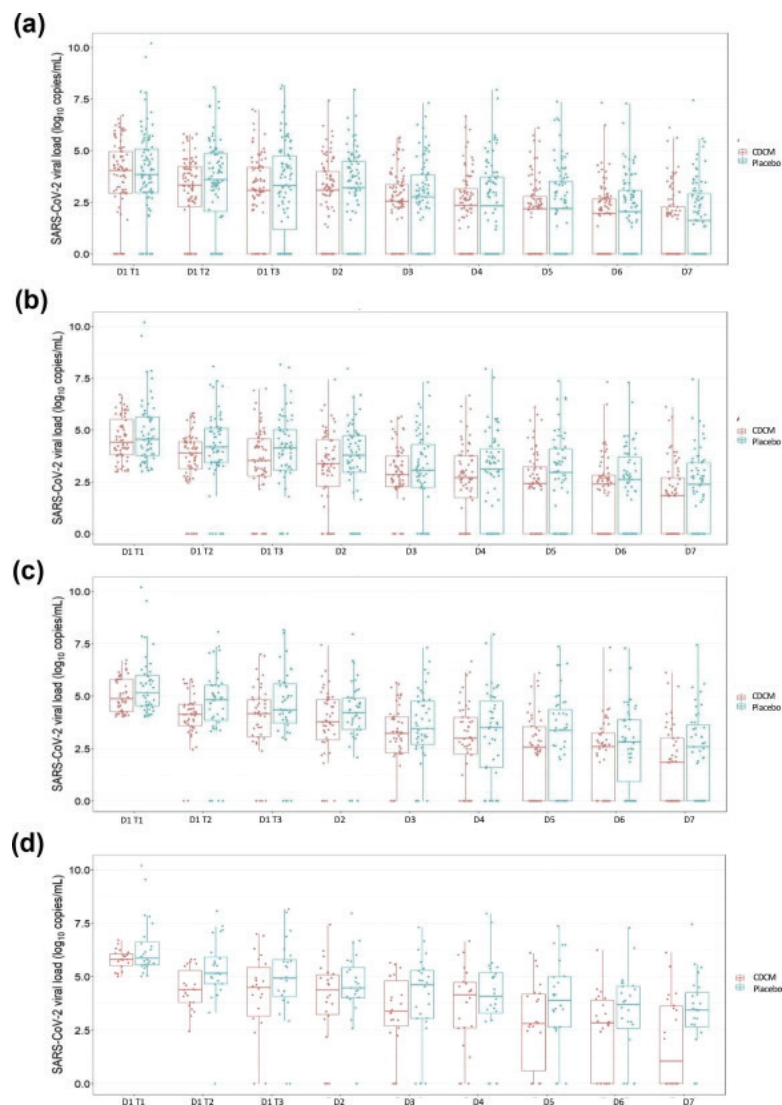 (a)
SARS-CoV-2 viral load (log10 copies/mL)
10.0
7.5
5.0
2.5
0.0
D1 T1 D1 T2 D1 T3 D2 D3 D4 D5 D6 D7
CDCM
Placebo
(b)
SARS-CoV-2 viral load (log10 copies/mL)
10.0
7.5
5.0
2.5
0.0
D1 T1 D1 T2 D1 T3 D2 D3 D4 D5 D6 D7
CDCM
Placebo
(c)
SARS-CoV-2 viral load (log10 copies/mL)
10.0
7.5
5.0
2.5
0.0
D1 T1 D1 T2 D1 T3 D2 D3 D4 D5 D6 D7
CDCM
Placebo
(d)
SARS-CoV-2 viral load (log10 copies/mL)
10.0
7.5
5.0
2.5
0.0
D1 T1 D1 T2 D1 T3 D2 D3 D4 D5 D6 D7
CDCM
Placebo